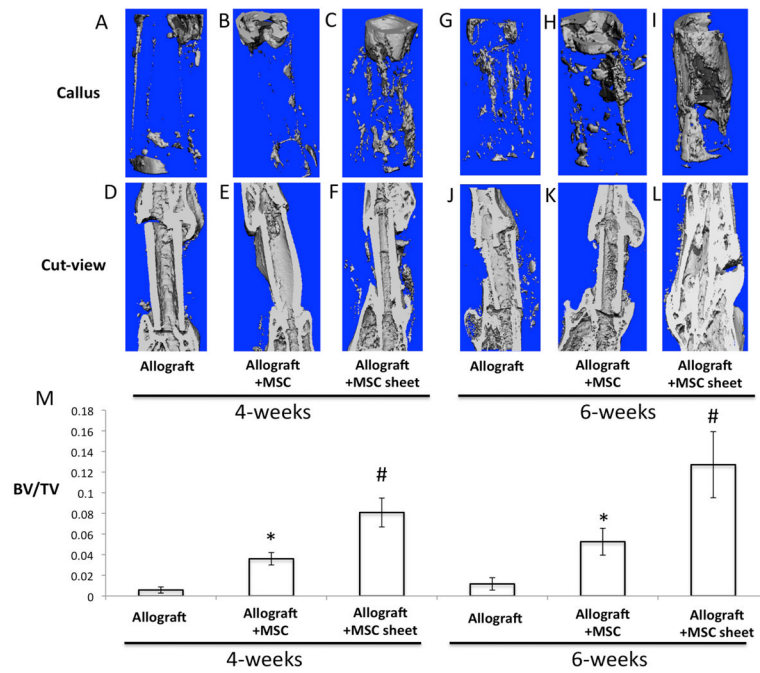 A B C G H I
Callus
D E F J K L
Cut-view
Allograft Allograft Allograft Allograft Allograft Allograft
+MSC +MSC sheet +MSC +MSC sheet
4-weeks 6-weeks
M
0.18
0.16
0.14
0.12
0.1
0.08
0.06
0.04
0.02
0
BV/TV
*
#
*
#
Allograft Allograft Allograft Allograft Allograft Allograft
+MSC +MSC sheet +MSC +MSC sheet
4-weeks 6-weeks